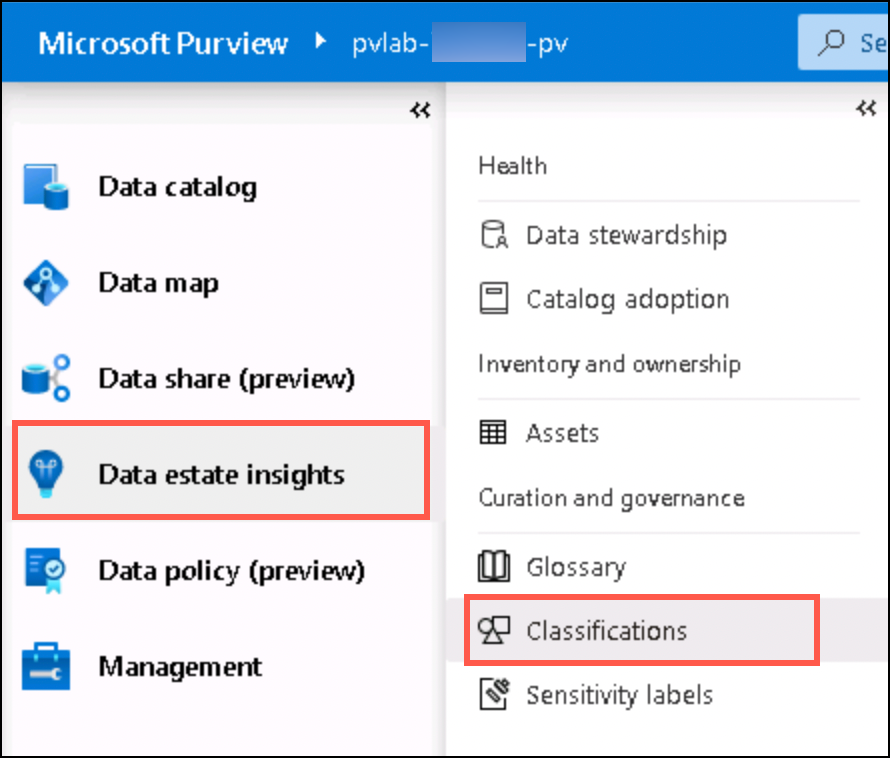 Microsoft Purview pvlab- -pv Se
Data catalog
Data map
Data share (preview)
Data estate insights
Data policy (preview)
Management
Health
Data stewardship
Catalog adoption
Inventory and ownership
Assets
Curation and governance
Glossary
Classifications
Sensitivity labels